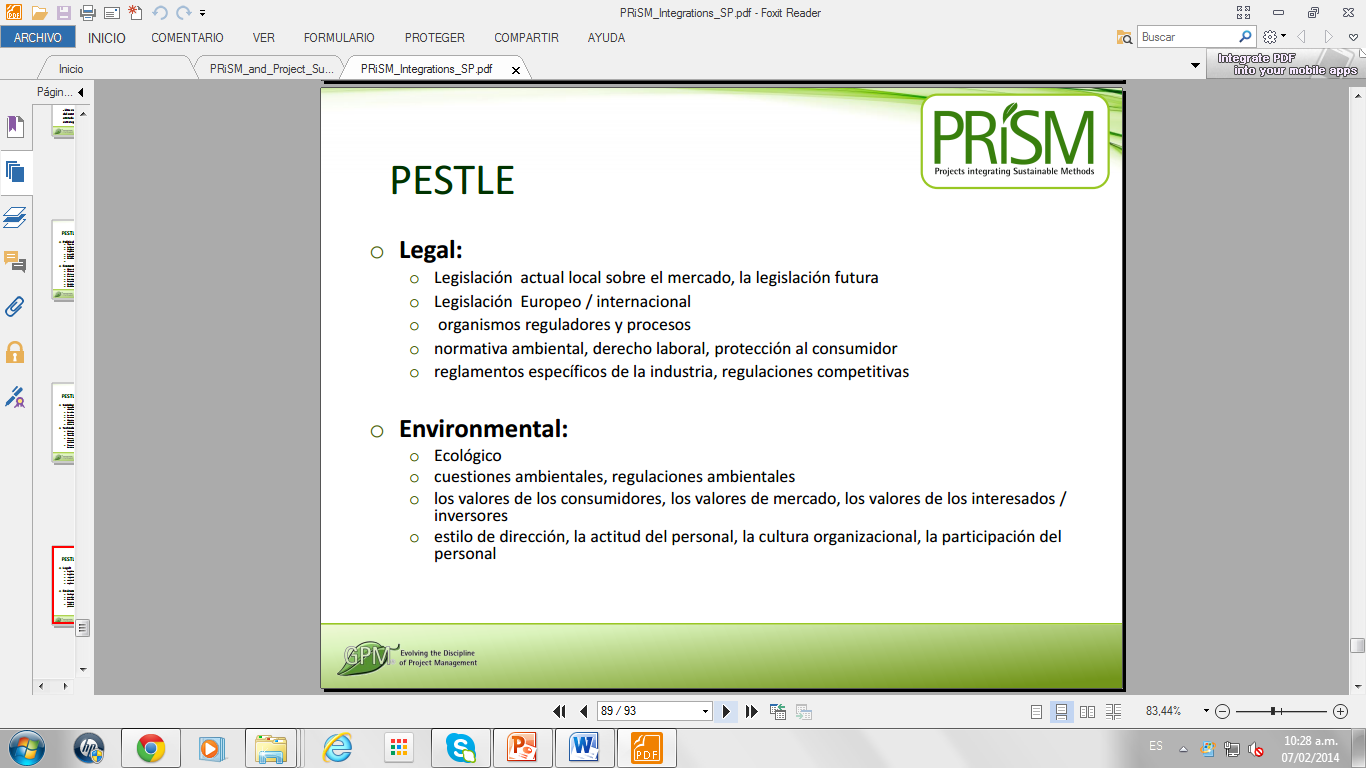 PRiSM_Integrations_SP.pdf - Foxit Reader
ARCHIVO INICIO COMENTARIO VER FORMULARIO PROTEGER COMPARTIR AYUDA
Buscar
Inicio PRiSM_and_Project_Su... PRiSM_Integrations_SP.pdf
Integrate PDF
into your mobile apps
Págin...
PRiSM
Projects integrating Sustainable Methods
PESTLE
Legal:
Legislación actual local sobre el mercado, la legislación futura
Legislación Europeo / internacional
organismos reguladores y procesos
normativa ambiental, derecho laboral, protección al consumidor
reglamentos específicos de la industria, regulaciones competitivas
Environmental:
Ecológico
cuestiones ambientales, regulaciones ambientales
los valores de los consumidores, los valores de mercado, los valores de los interesados /
inversores
estilo de dirección, la actitud del personal, la cultura organizacional, la participación del
personal
GPM
Evolving the Discipline
of Project Management
89 / 93
83,44%
ES
10:28 a.m.
07/02/2014